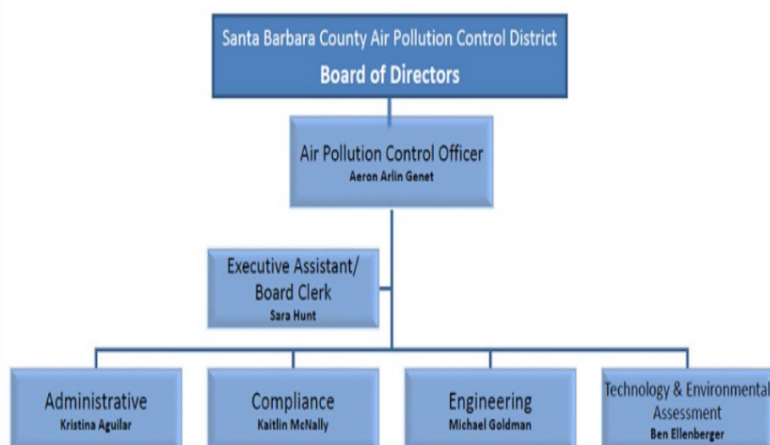 Santa Barbara County Air Pollution Control District
Board of Directors
Air Pollution Control Officer
Aeron Arlin Genet
Executive Assistant/
Board Clerk
Sara Hunt
Administrative
Kristina Aguilar
Compliance
Kaitlin McNally
Engineering
Michael Goldman
Technology & Environmental
Assessment
Ben Ellenberger